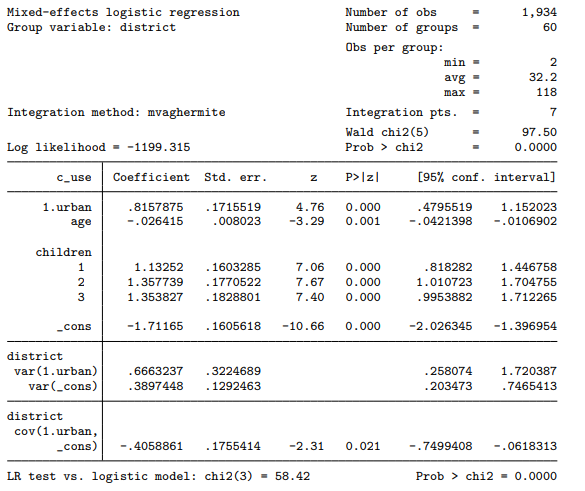 Mixed-effects logistic regression Number of obs = 1,934
Group variable: district Number of groups = 60
Obs per group:
min = 2
avg = 32.2
max = 118
Integration method: mvaghermite Integration pts. = 7
Wald chi2(5) = 97.50
Log likelihood = -1199.315 Prob > chi2 = 0.0000
c_use Coefficient Std. err. z P>|z| [95% conf. interval]
1.urban .8157875 .1715519 4.76 0.000 .4795519 1.152023
age -.026415 .008023 -3.29 0.001 -.0421398 -.0106902
children
1 1.13252 .1603285 7.06 0.000 .818282 1.446758
2 1.357739 .1770522 7.67 0.000 1.010723 1.704755
3 1.353827 .1828801 7.40 0.000 .9953882 1.712265
_cons -1.71165 .1605618 -10.66 0.000 -2.026345 -1.396954
district
var(1.urban) .6663237 .3224689 .258074 1.720387
var(_cons) .3897448 .1292463 .203473 .7465413
district
cov(1.urban,
_cons) -.4058861 .1755414 -2.31 0.021 -.7499408 -.0618313
LR test vs. logistic model: chi2(3) = 58.42 Prob > chi2 = 0.0000